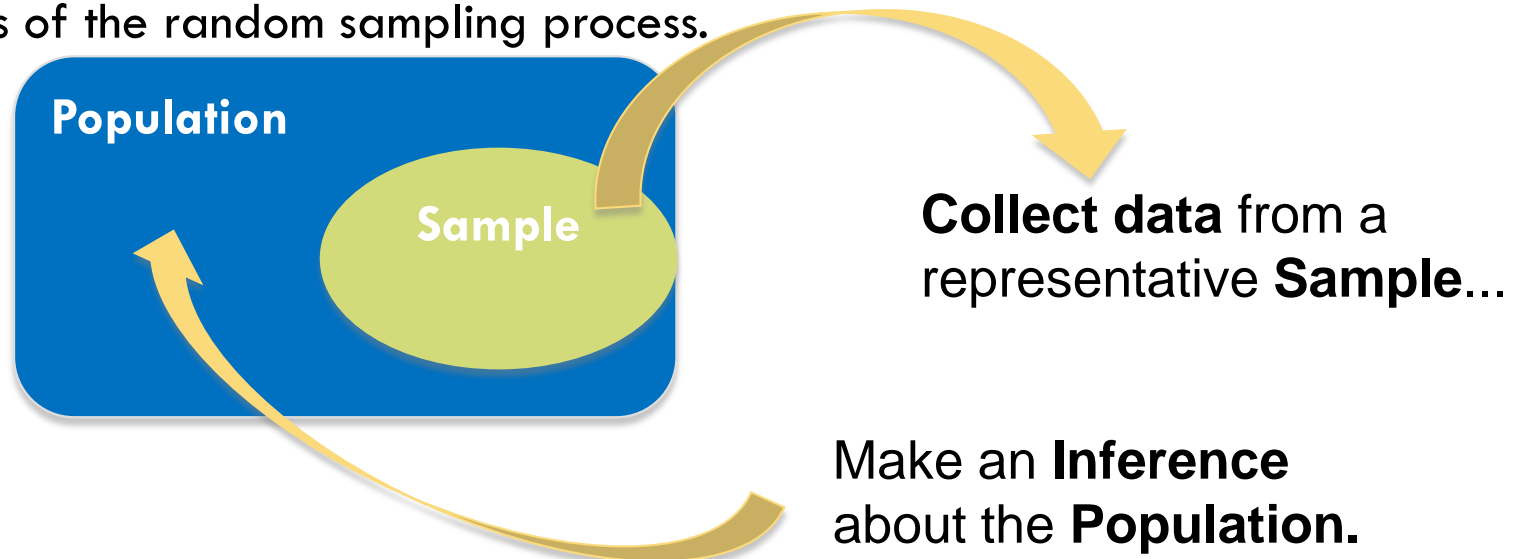 s of the random sampling process.
Population
Sample
Collect data from a
representative Sample...
Make an Inference
about the Population.